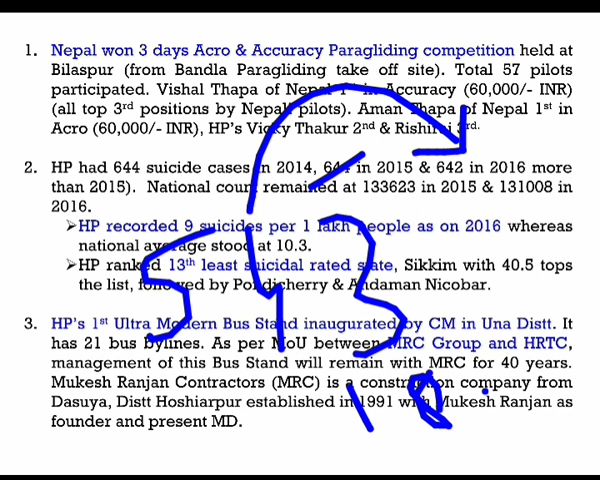 1. Nepal won 3 days Acro & Accuracy Paragliding competition held at
Bilaspur (from Bandla Paragliding take off site). Total 57 pilots
participated. Vishal Thapa of Nepal 1st in Accuracy (60,000/- INR)
(all top 3rd positions by Nepali pilots). Aman Thapa of Nepal 1st in
Acro (60,000/- INR), HP's Vicky Thakur 2nd & Rishiraj 3rd.
2. HP had 644 suicide cases in 2014, in 2015 & 642 in 2016 more
than 2015). National count remained at 133623 in 2015 & 131008 in
2016.
➢HP recorded 9 suicides per 1 lakh people as on 2016 whereas
national average stood at 10.3.
➢HP ranked 13th least suicidal rated state, Sikkim with 40.5 tops
the list, followed by Pondicherry & Andaman Nicobar.
3. HP's 1st Ultra Modern Bus Stand inaugurated by CM in Una Distt. It
has 21 bus bylines. As per MoU between MRC Group and HRTC,
management of this Bus Stand will remain with MRC for 40 years.
Mukesh Ranjan Contractors (MRC) is a construction company from
Dasuya, Distt Hoshiarpur established in 1991 with Mukesh Ranjan as
founder and present MD.